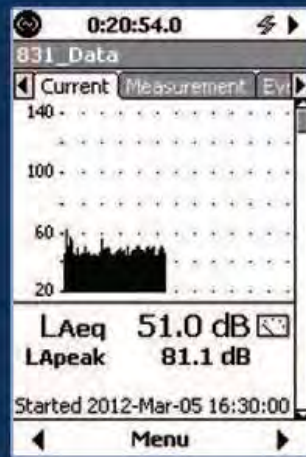 0:20:54.0
831_Data
Current Measurement Eve
140
100
60
20
LAeq 51.0 dB
LApeak 81.1 dB
Started 2012-Mar-05 16:30:00
Menu